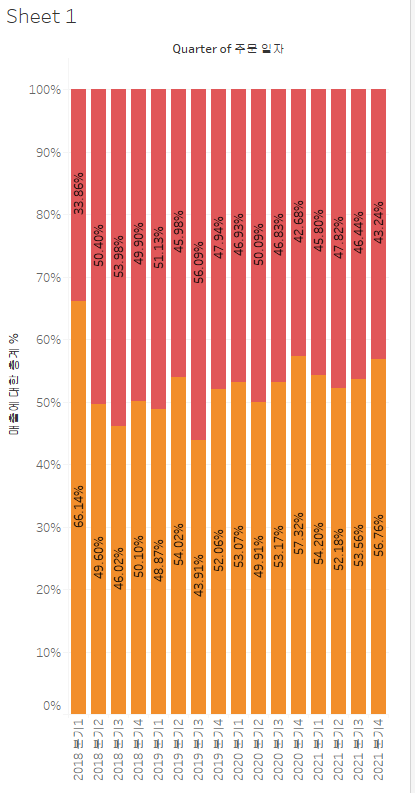 Sheet 1
Quarter of 주문 일자
매출에 대한 총계 %
100%
90%
80%
70%
60%
50%
40%
30%
20%
10%
0%
33.86%
50.40%
53.98%
49.90%
51.13%
45.98%
56.09%
47.94%
46.93%
50.09%
46.83%
42.68%
45.80%
47.82%
46.44%
43.24%
66.14%
49.60%
46.02%
50.10%
48.87%
54.02%
43.91%
52.06%
53.07%
49.91%
53.17%
57.32%
54.20%
52.18%
53.56%
56.76%
2018 분기1
2018 분기2
2018 분기3
2018 분기4
2019 분기1
2019 분기2
2019 분기3
2019 분기4
2020 분기1
2020 분기2
2020 분기3
2020 분기4
2021 분기1
2021 분기2
2021 분기3
2021 분기4